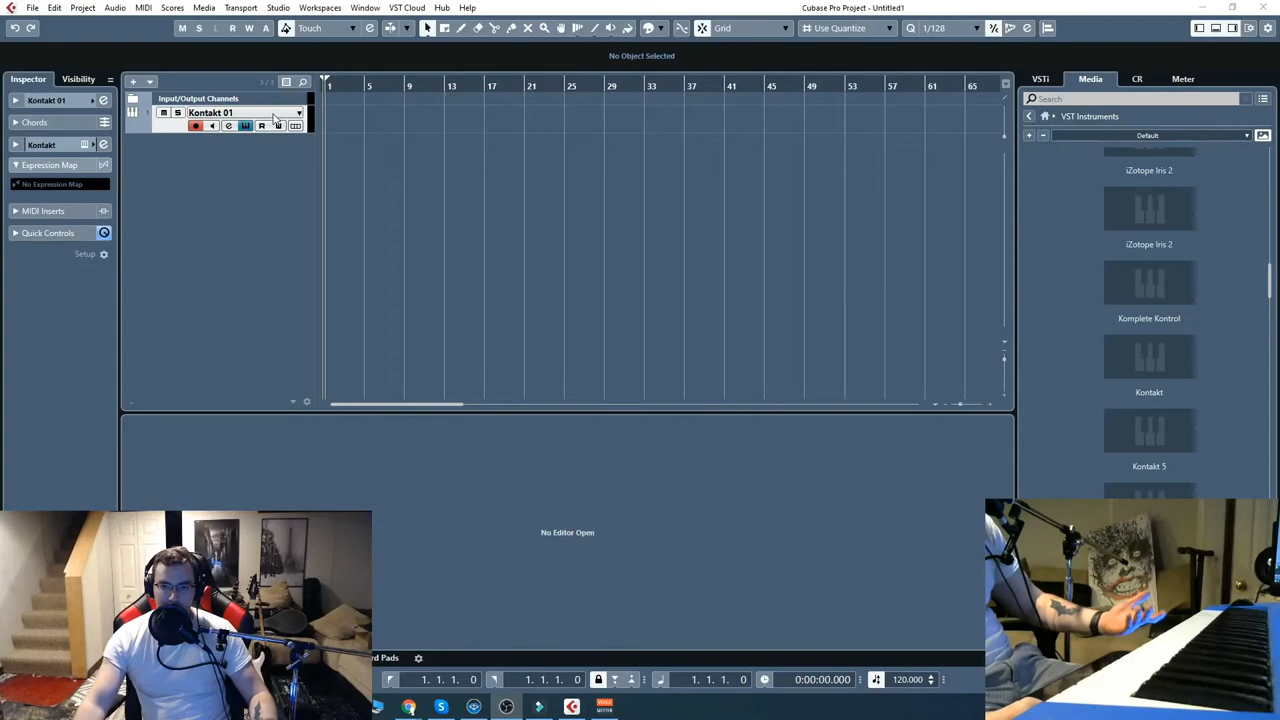 File Edit Project Audio MIDI Scores Media Transport Studio Workspaces Window VST Cloud Hub Help
Cubase Pro Project - Untitled1
M S L R W A Touch Grid Use Quantize 1/128
No Object Selected
Inspector Visibility
Kontakt 01
Chords
Kontakt
Expression Map
No Expression Map
MIDI Inserts
Quick Controls
Setup
Input/Output Channels
1 m S Kontakt 01
e R W
1 5 9 13 17 21 25 29 33 37 41 45 49 53 57 61 65
No Editor Open
rd Pads
1. 1. 1. 0 1. 1. 1. 0 1. 1. 1. 0 0:00:00.000 120.000
VSTi Media CR Meter
Search
VST Instruments
Default
iZotope Iris 2
iZotope Iris 2
Komplete Kontrol
Kontakt
Kontakt 5